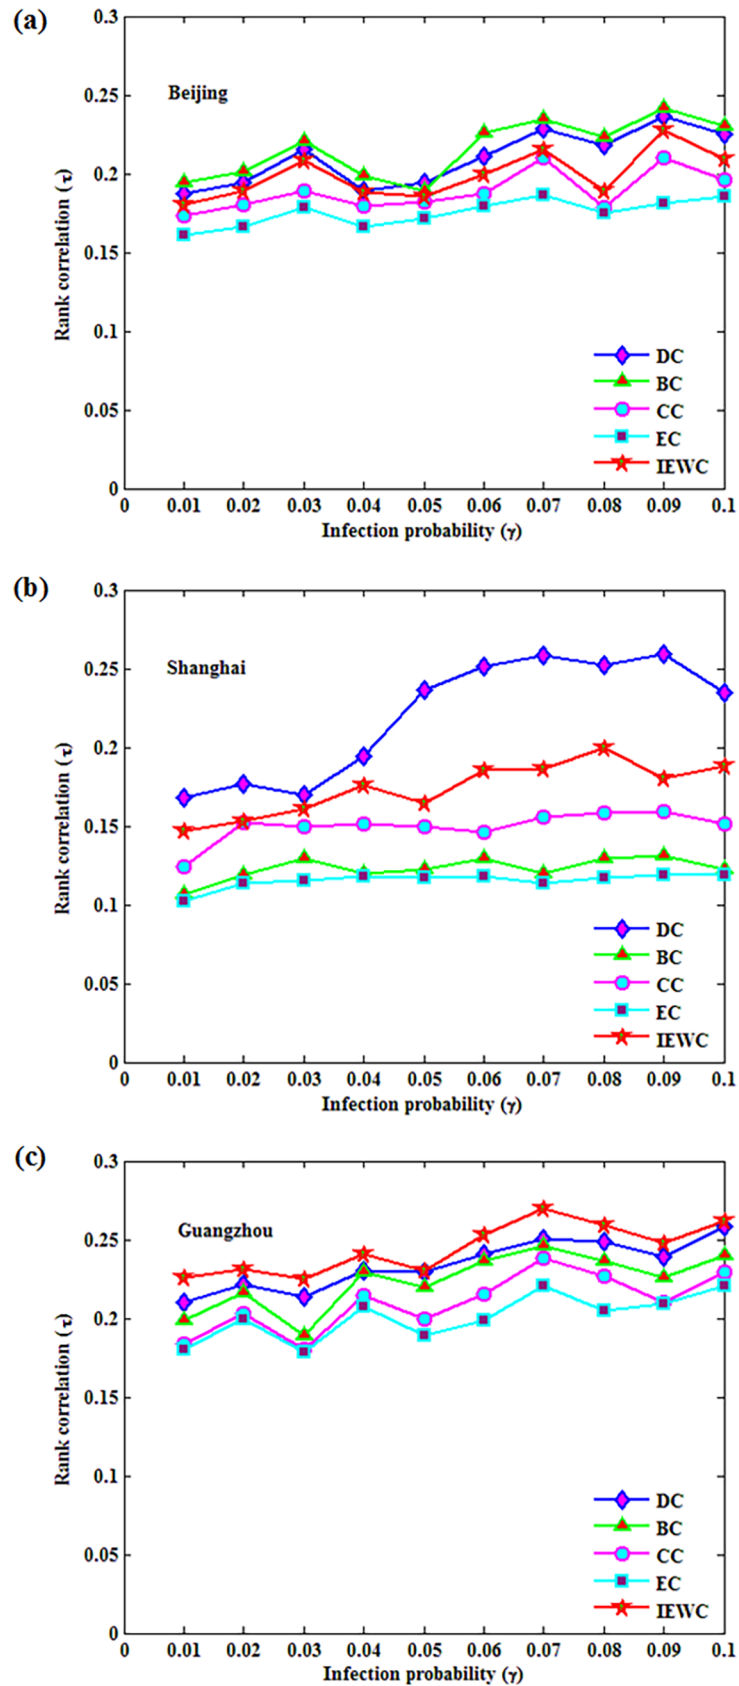 (a)
0.3
0.25
0.2
0.15
0.1
0.05
0
Rank correlation (τ)
Beijing
DC
BC
CC
EC
IEWC
0 0.01 0.02 0.03 0.04 0.05 0.06 0.07 0.08 0.09 0.1
Infection probability (γ)
(b)
0.3
0.25
0.2
0.15
0.1
0.05
0
Rank correlation (τ)
Shanghai
DC
BC
CC
EC
IEWC
0 0.01 0.02 0.03 0.04 0.05 0.06 0.07 0.08 0.09 0.1
Infection probability (γ)
(c)
0.3
0.25
0.2
0.15
0.1
0.05
0
Rank correlation (τ)
Guangzhou
DC
BC
CC
EC
IEWC
0 0.01 0.02 0.03 0.04 0.05 0.06 0.07 0.08 0.09 0.1
Infection probability (γ)